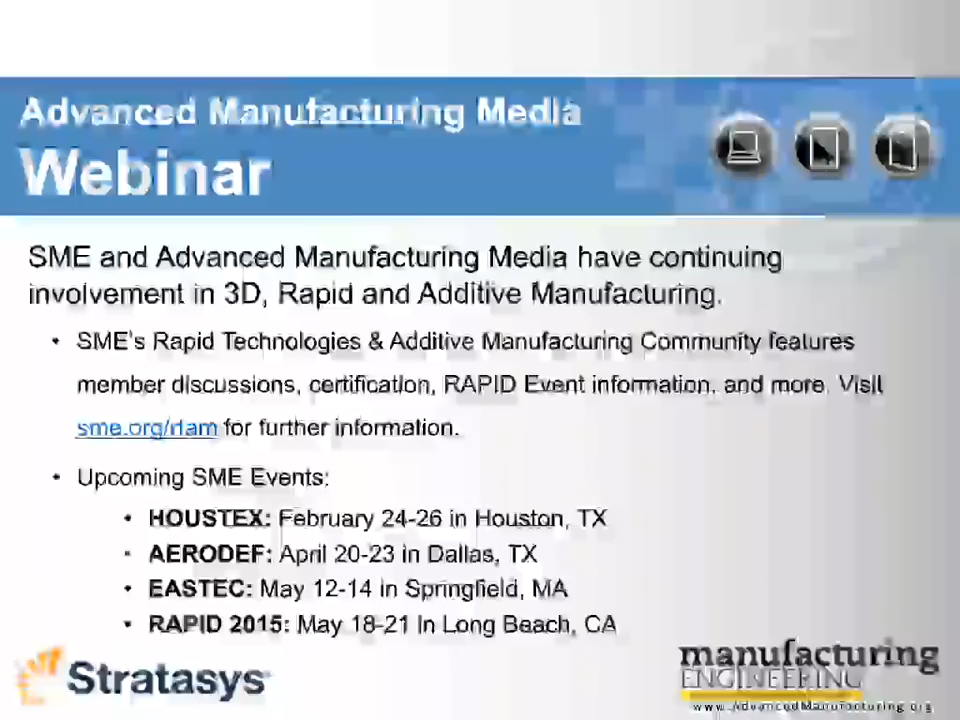 Advanced Manufacturing Media
Webinar
SME and Advanced Manufacturing Media have continuing
involvement in 3D, Rapid and Additive Manufacturing.
• SME's Rapid Technologies & Additive Manufacturing Community features
member discussions, certification, RAPID Event information, and more. Visit
sme.org/rtam for further information.
• Upcoming SME Events:
• HOUSTEX: February 24-26 in Houston, TX
• AERODEF: April 20-23 in Dallas, TX
• EASTEC: May 12-14 in Springfield, MA
• RAPID 2015: May 18-21 in Long Beach, CA
Stratasys
manufacturing
ENGINEERING
www.AdvancedManufacturing.org